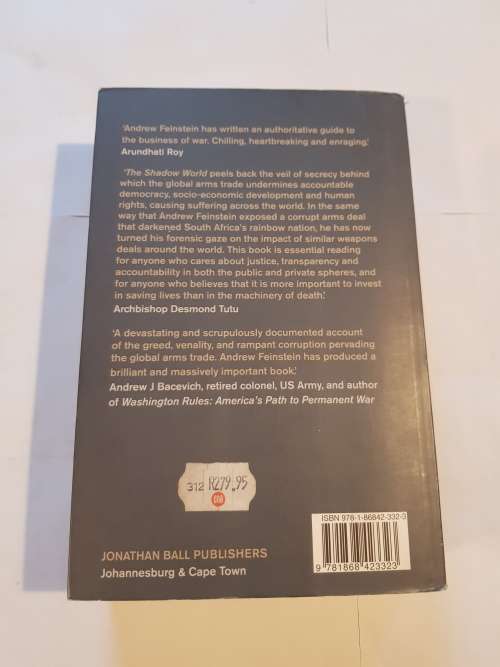 ‘Andrew Feinstein has written an authoritative guide to
the business of war. Chilling, heartbreaking and enraging.’
Arundhati Roy
‘The Shadow World peels back the veil of secrecy behind
which the global arms trade undermines accountable
democracy, socio-economic development and human
rights, causing suffering across the world. In the same
way that Andrew Feinstein exposed a corrupt arms deal
that darkened South Africa’s rainbow nation, he has now
turned his forensic gaze on the impact of similar weapons
deals around the world. This book is essential reading
for anyone who cares about justice, transparency and
accountability in both the public and private spheres, and
for anyone who believes that it is more important to invest
in saving lives than in the machinery of death.’
Archbishop Desmond Tutu
‘A devastating and scrupulously documented account
of the greed, venality, and rampant corruption pervading
the global arms trade. Andrew Feinstein has produced a
brilliant and massively important book.’
Andrew J Bacevich, retired colonel, US Army, and author
of Washington Rules: America’s Path to Permanent War
312 R279.95
cna
ISBN 978-1-86842-332-3
9 781868 423323
JONATHAN BALL PUBLISHERS
Johannesburg & Cape Town